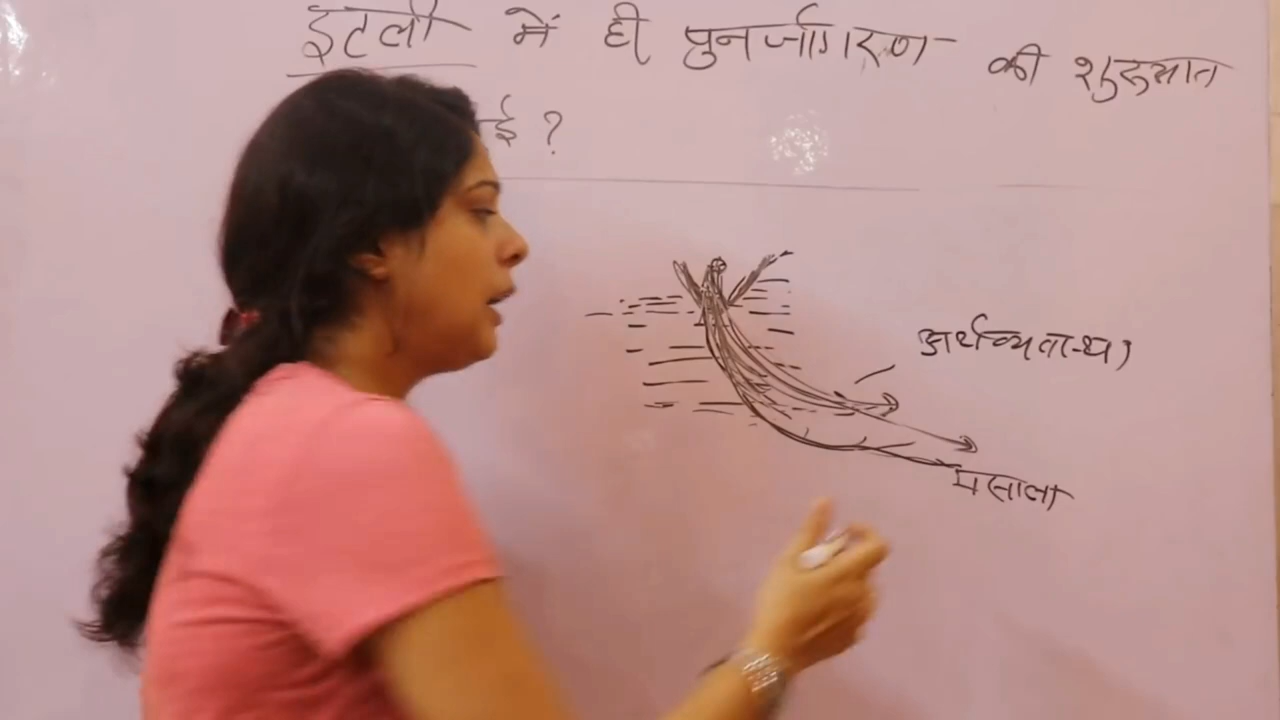 इटली में ही पुनर्जागरण की शुरुआत
ई ?
अर्थव्यवस्था
मसाला